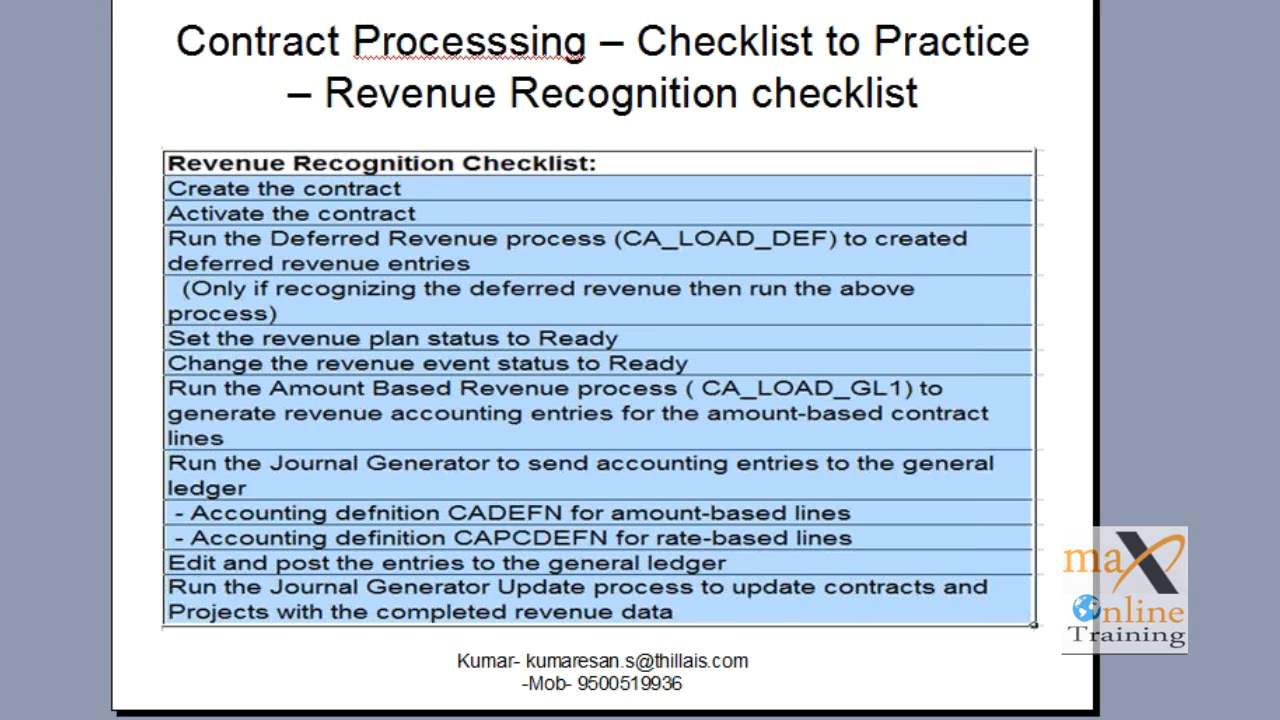 Contract Processsing – Checklist to Practice
– Revenue Recognition checklist
Revenue Recognition Checklist:
Create the contract
Activate the contract
Run the Deferred Revenue process (CA_LOAD_DEF) to created
deferred revenue entries
(Only if recognizing the deferred revenue then run the above
process)
Set the revenue plan status to Ready
Change the revenue event status to Ready
Run the Amount Based Revenue process ( CA_LOAD_GL1) to
generate revenue accounting entries for the amount-based contract
lines
Run the Journal Generator to send accounting entries to the general
ledger
- Accounting defnition CADEFN for amount-based lines
- Accounting definition CAPCDEFN for rate-based lines
Edit and post the entries to the general ledger
Run the Journal Generator Update process to update contracts and
Projects with the completed revenue data
Kumar- kumaresan.s@thillais.com
-Mob- 9500519936
maX
Online
Training